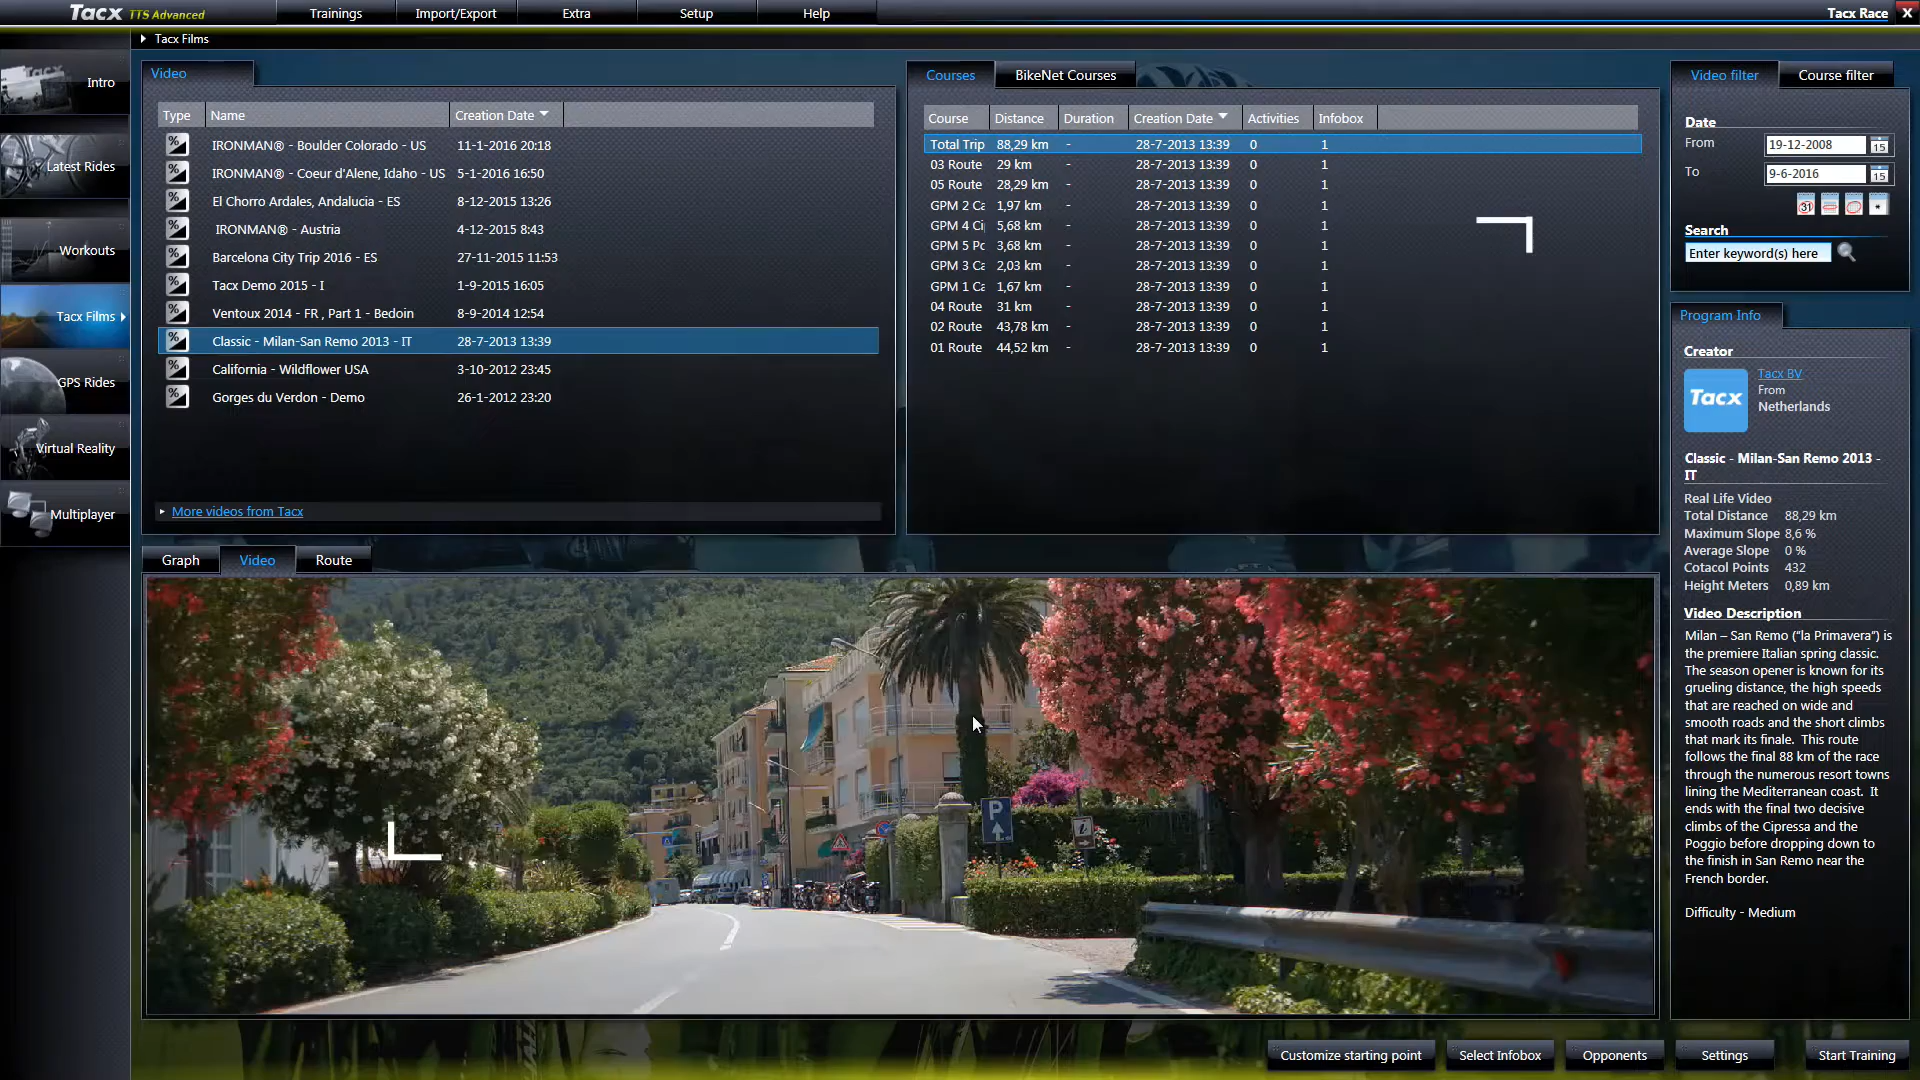 Tacx TTS Advanced
Trainings
Import/Export
Extra
Setup
Help
Tacx Race
X
Tacx Films
Intro
Latest Rides
Workouts
Tacx Films
GPS Rides
Virtual Reality
Multiplayer
Video
Type Name Creation Date
% IRONMAN® - Boulder Colorado - US 11-1-2016 20:18
% IRONMAN® - Coeur d'Alene, Idaho - US 5-1-2016 16:50
% El Chorro Ardales, Andalucia - ES 8-12-2015 13:26
% IRONMAN® - Austria 4-12-2015 8:43
% Barcelona City Trip 2016 - ES 27-11-2015 11:53
% Tacx Demo 2015 - I 1-9-2015 16:05
% Ventoux 2014 - FR , Part 1 - Bedoin 8-9-2014 12:54
% Classic - Milan-San Remo 2013 - IT 28-7-2013 13:39
% California - Wildflower USA 3-10-2012 23:45
% Gorges du Verdon - Demo 26-1-2012 23:20
More videos from Tacx
Courses
BikeNet Courses
Course Distance Duration Creation Date Activities Infobox
Total Trip 88,29 km - 28-7-2013 13:39 0 1
03 Route 29 km - 28-7-2013 13:39 0 1
05 Route 28,29 km - 28-7-2013 13:39 0 1
GPM 2 Ca 1,97 km - 28-7-2013 13:39 0 1
GPM 4 Ci 5,68 km - 28-7-2013 13:39 0 1
GPM 5 Pc 3,68 km - 28-7-2013 13:39 0 1
GPM 3 Ca 2,03 km - 28-7-2013 13:39 0 1
GPM 1 Ca 1,67 km - 28-7-2013 13:39 0 1
04 Route 31 km - 28-7-2013 13:39 0 1
02 Route 43,78 km - 28-7-2013 13:39 0 1
01 Route 44,52 km - 28-7-2013 13:39 0 1
Video filter
Course filter
Date
From 19-12-2008 15
To 9-6-2016 15
31
Search
Enter keyword(s) here
Program Info
Creator
Tacx
Tacx BV
From
Netherlands
Classic - Milan-San Remo 2013 -
IT
Real Life Video
Total Distance 88,29 km
Maximum Slope 8,6 %
Average Slope 0 %
Cotacol Points 432
Height Meters 0,89 km
Video Description
Milan – San Remo (“la Primavera”) is
the premiere Italian spring classic.
The season opener is known for its
grueling distance, the high speeds
that are reached on wide and
smooth roads and the short climbs
that mark its finale. This route
follows the final 88 km of the race
through the numerous resort towns
lining the Mediterranean coast. It
ends with the final two decisive
climbs of the Cipressa and the
Poggio before dropping down to
the finish in San Remo near the
French border.
Difficulty - Medium
Graph
Video
Route
P
i
Customize starting point
Select Infobox
Opponents
Settings
Start Training